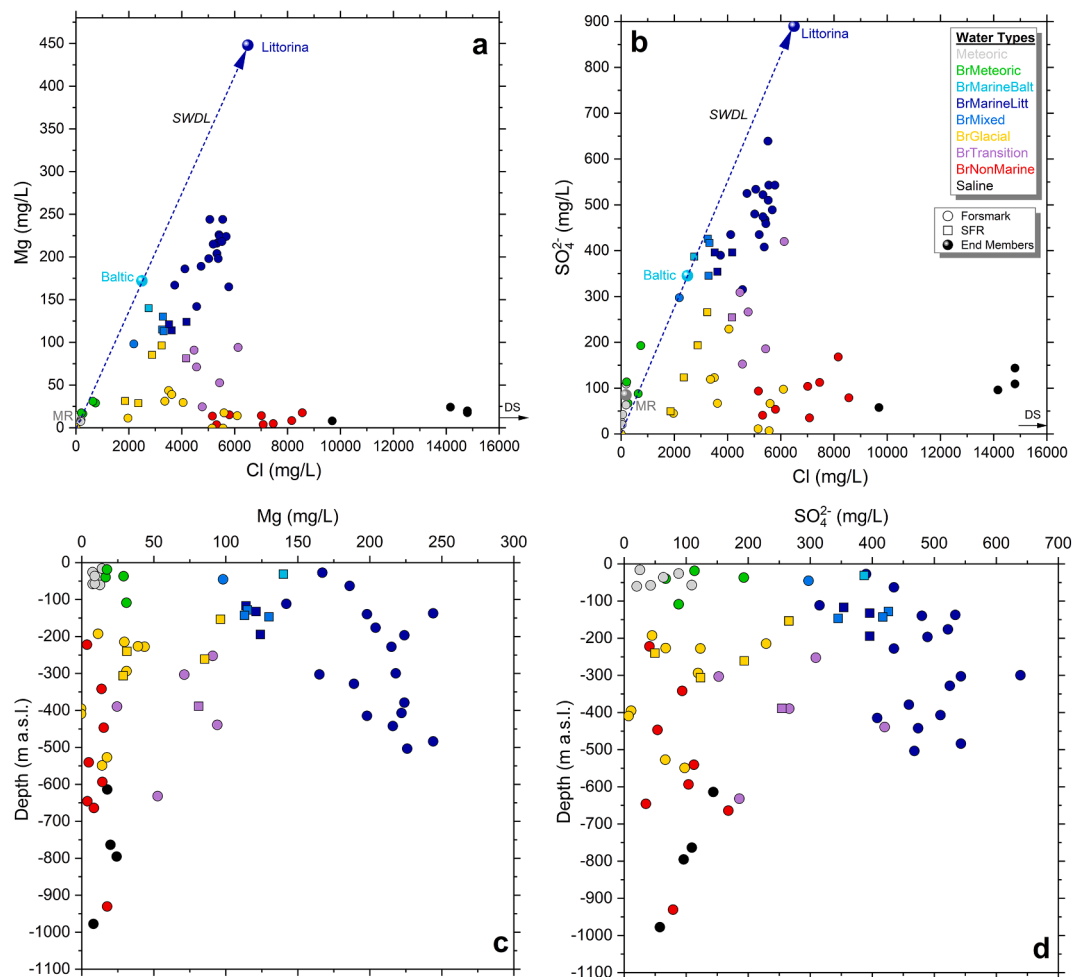 a
Mg (mg/L)
450
400
350
300
250
200
150
100
50
0
Littorina
SWDL
Baltic
MR
DS
0 2000 4000 6000 8000 10000 12000 14000 16000
Cl (mg/L)
b
SO₄²⁻ (mg/L)
900
800
700
600
500
400
300
200
100
0
Littorina
SWDL
Baltic
MR
DS
0 2000 4000 6000 8000 10000 12000 14000 16000
Cl (mg/L)
Water Types
Meteoric
BrMeteoric
BrMarineBalt
BrMarineLitt
BrMixed
BrGlacial
BrTransition
BrNonMarine
Saline
Forsmark
SFR
End Members
Mg (mg/L)
0 50 100 150 200 250 300
Depth (m a.s.l.)
0
-100
-200
-300
-400
-500
-600
-700
-800
-900
-1000
-1100
c
SO₄²⁻ (mg/L)
0 100 200 300 400 500 600 700
Depth (m a.s.l.)
0
-100
-200
-300
-400
-500
-600
-700
-800
-900
-1000
-1100
d